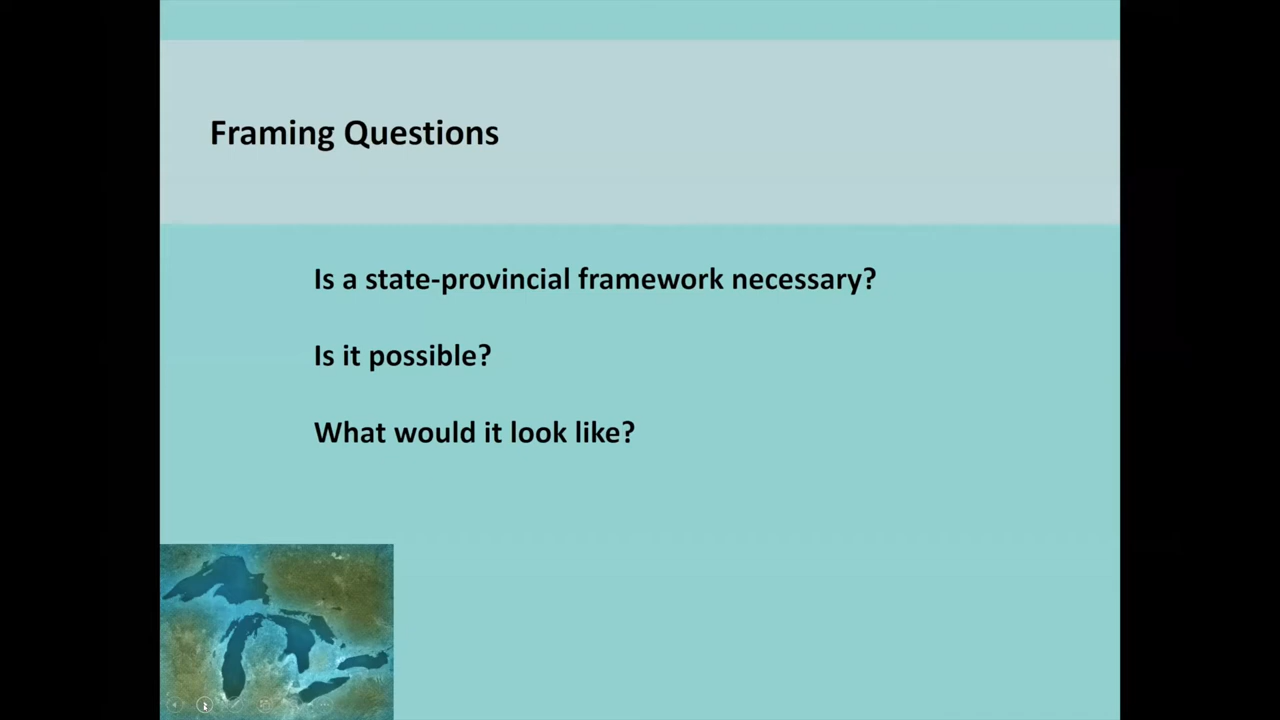 Framing Questions
Is a state-provincial framework necessary?
Is it possible?
What would it look like?